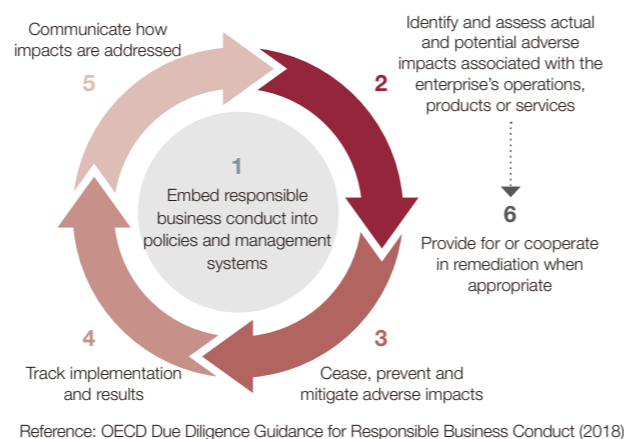 1
Embed responsible
business conduct into
policies and management
systems
2
Identify and assess actual
and potential adverse
impacts associated with the
enterprise's operations,
products or services
3
Cease, prevent and
mitigate adverse impacts
4
Track implementation
and results
Communicate how
impacts are addressed
5
6
Provide for or cooperate
in remediation when
appropriate
Reference: OECD Due Diligence Guidance for Responsible Business Conduct (2018)